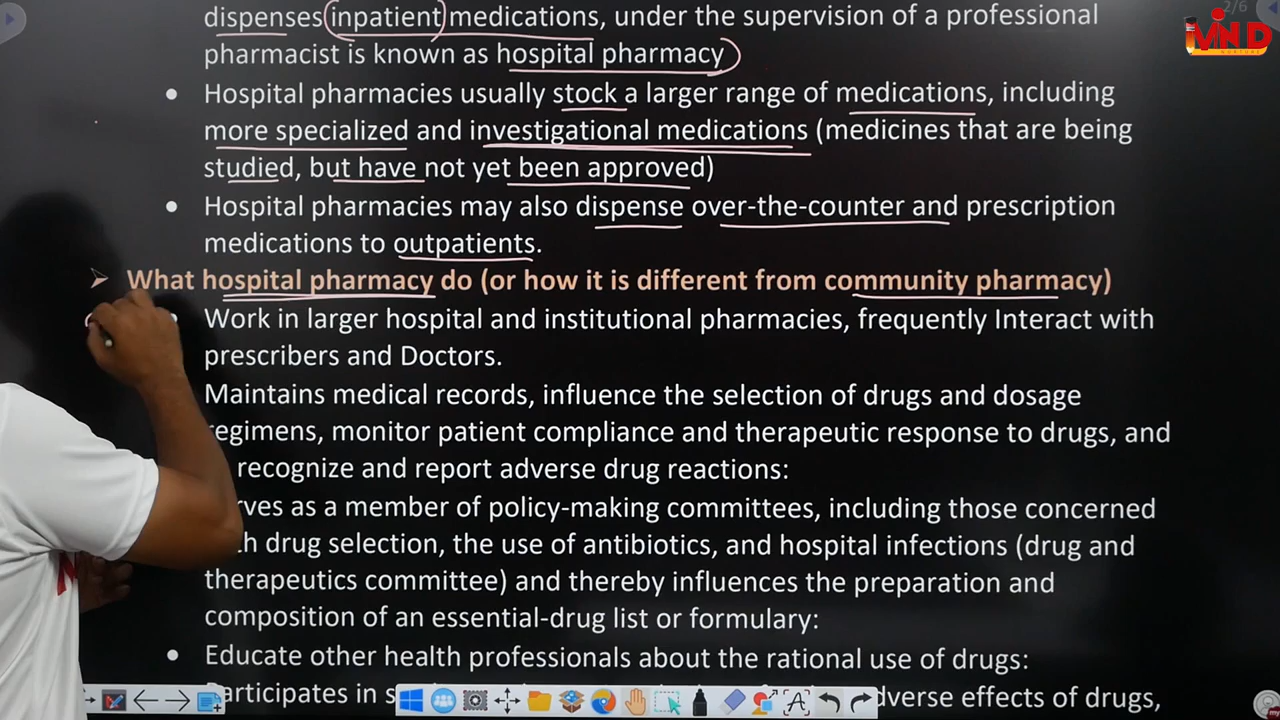 2/6
MIND
dispenses (inpatient) medications, under the supervision of a professional
pharmacist is known as hospital pharmacy
• Hospital pharmacies usually stock a larger range of medications, including
more specialized and investigational medications (medicines that are being
studied, but have not yet been approved)
• Hospital pharmacies may also dispense over-the-counter and prescription
medications to outpatients.
➢ What hospital pharmacy do (or how it is different from community pharmacy)
Work in larger hospital and institutional pharmacies, frequently Interact with
prescribers and Doctors.
Maintains medical records, influence the selection of drugs and dosage
regimens, monitor patient compliance and therapeutic response to drugs, and
recognize and report adverse drug reactions:
as a member of policy-making committees, including those concerned
drug selection, the use of antibiotics, and hospital infections (drug and
therapeutics committee) and thereby influences the preparation and
composition of an essential-drug list or formulary:
• Educate other health professionals about the rational use of drugs:
Participates in adverse effects of drugs,